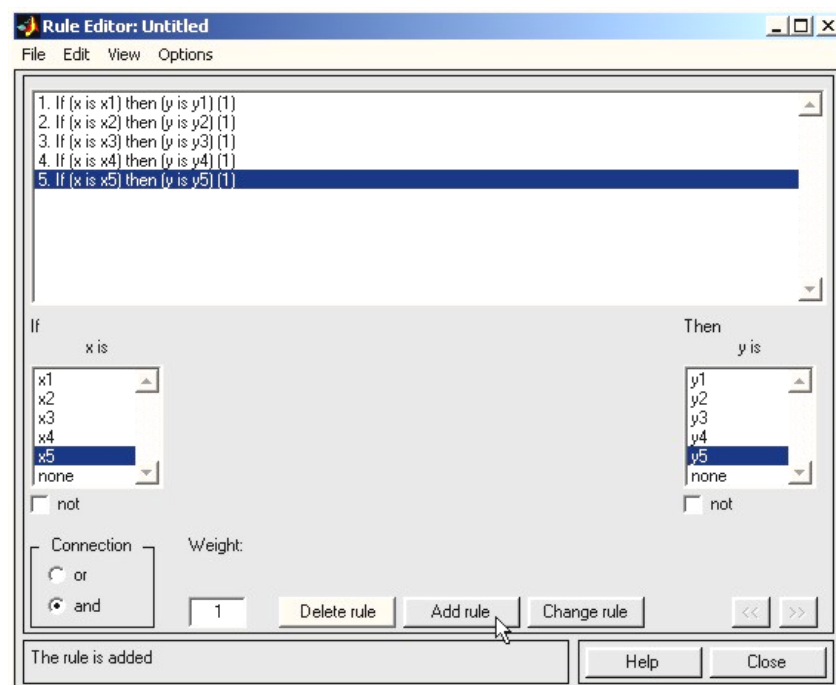 Rule Editor: Untitled
File Edit View Options
1. If (x is x1) then (y is y1) (1)
2. If (x is x2) then (y is y2) (1)
3. If (x is x3) then (y is y3) (1)
4. If (x is x4) then (y is y4) (1)
5. If (x is x5) then (y is y5) (1)
If
x is
x1
x2
x3
x4
x5
none
not
Then
y is
y1
y2
y3
y4
y5
none
not
Connection
or
and
Weight:
1
Delete rule Add rule Change rule << >>
The rule is added
Help Close